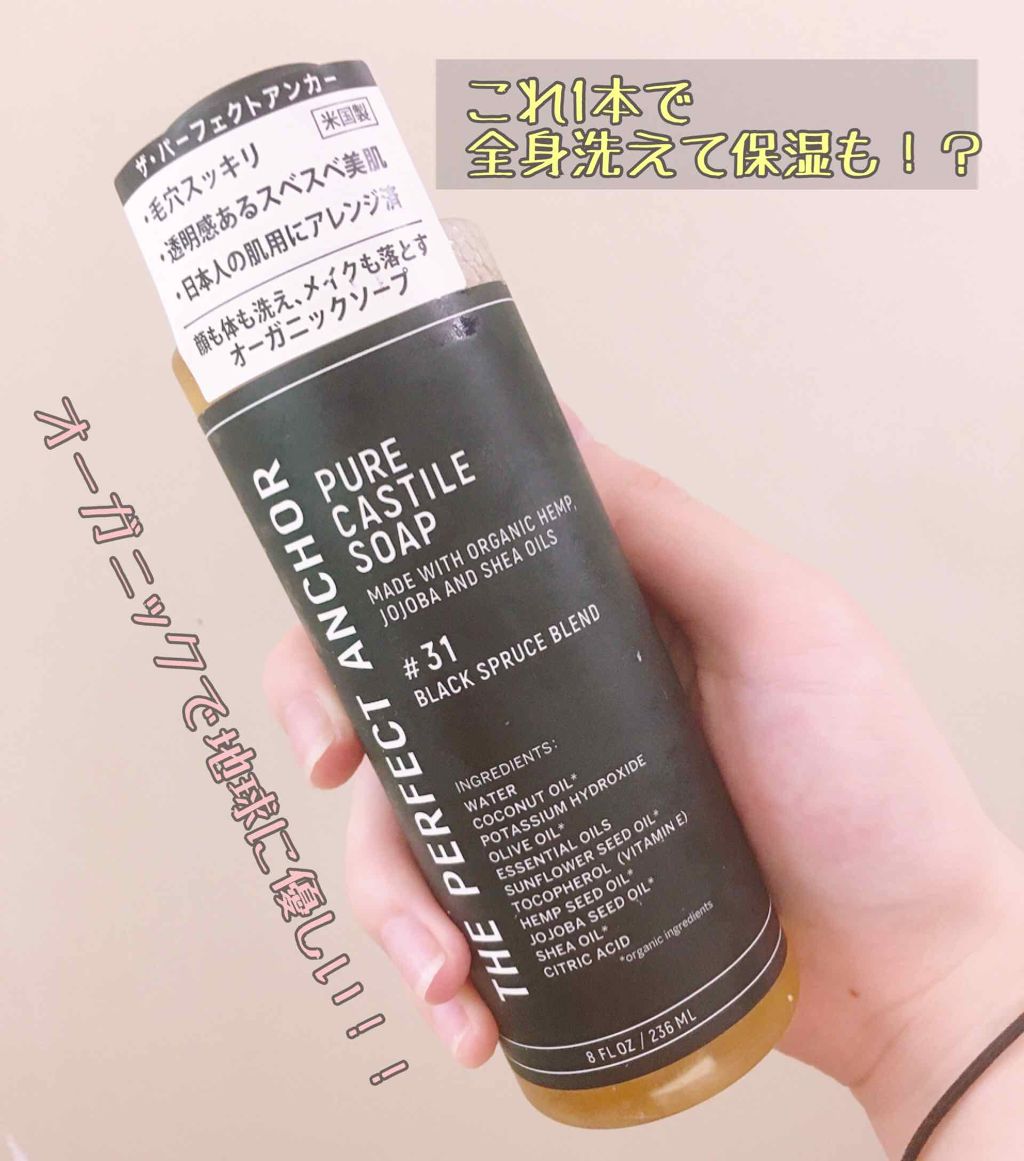 これ1本で
全身洗えて保湿も！？
ザ・パーフェクトアンカー
米国製
・毛穴スッキリ
・透明感あるスベスベ美肌
・日本人の肌用にアレンジ済
顔も体も洗え、メイクも落とす
オーガニックソープ
オーガニックで地球に優しい！！！
THE PERFECT ANCHOR
PURE
CASTILE
SOAP
MADE WITH ORGANIC HEMP,
JOJOBA AND SHEA OILS
#31
BLACK SPRUCE BLEND
INGREDIENTS:
WATER
COCONUT OIL*
POTASSIUM HYDROXIDE
OLIVE OIL*
ESSENTIAL OILS
SUNFLOWER SEED OIL*
TOCOPHEROL (VITAMIN E)
HEMP SEED OIL*
JOJOBA SEED OIL*
SHEA OIL*
CITRIC ACID
*organic ingredients
8 FL OZ / 236 ML